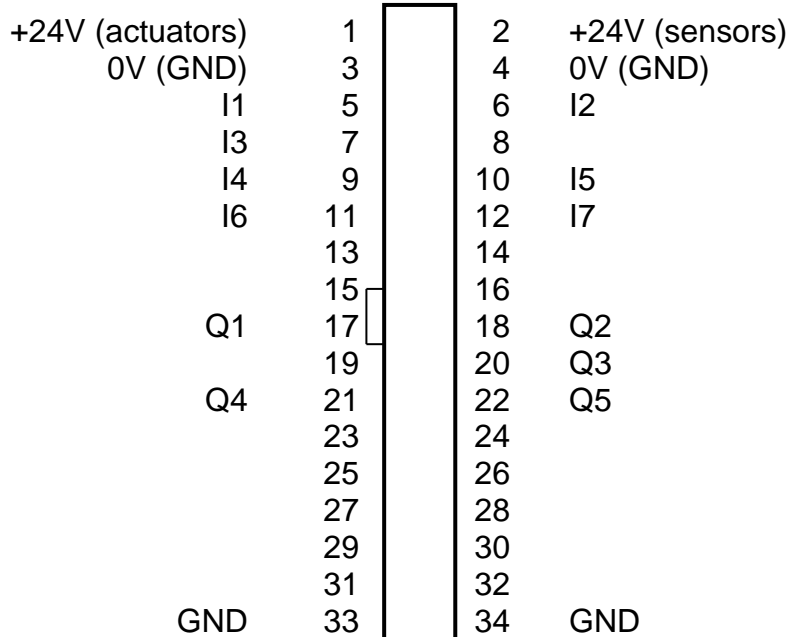 +24V (actuators) 1 2 +24V (sensors)
0V (GND) 3 4 0V (GND)
I1 5 6 I2
I3 7 8
I4 9 10 I5
I6 11 12 I7
13 14
15 16
Q1 17 18 Q2
19 20 Q3
Q4 21 22 Q5
23 24
25 26
27 28
29 30
31 32
GND 33 34 GND